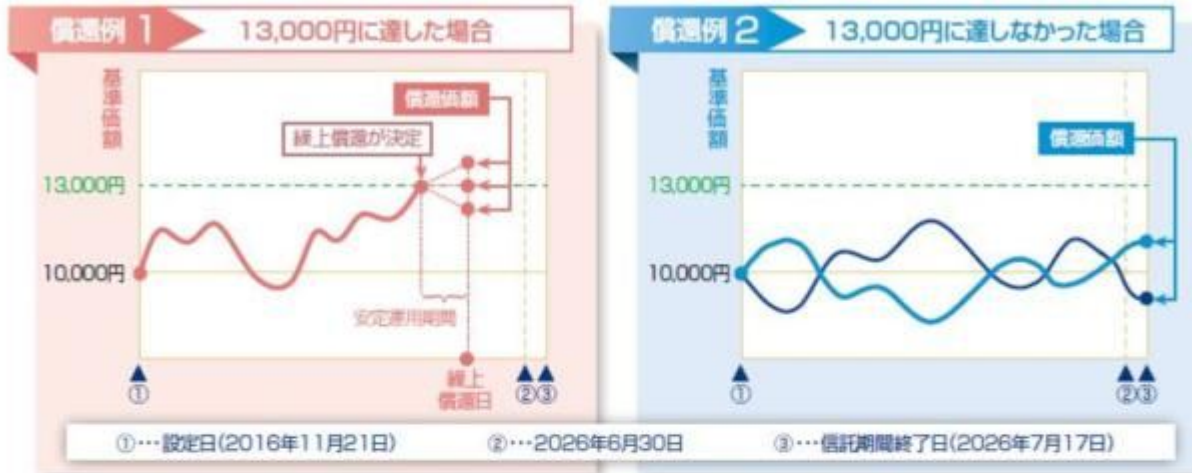 償還例 1
13,000円に達した場合
基準価額
償還価額
繰上償還が決定
13,000円
10,000円
安定運用期間
①
繰上
償還日
②③
償還例 2
13,000円に達しなかった場合
基準価額
償還価額
13,000円
10,000円
①
②③
①…設定日(2016年11月21日)
②…2026年6月30日
③…信託期間終了日(2026年7月17日)